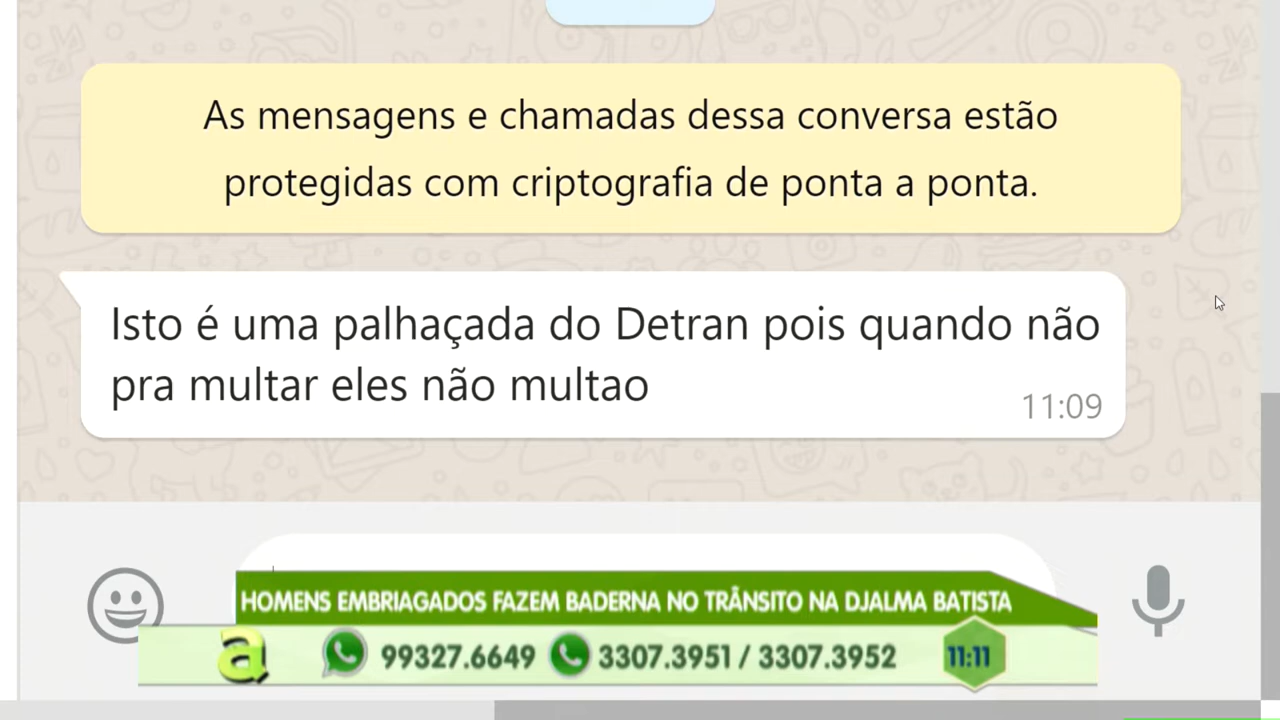 As mensagens e chamadas dessa conversa estão
protegidas com criptografia de ponta a ponta.
Isto é uma palhaçada do Detran pois quando não
pra multar eles não multao
11:09
HOMENS EMBRIAGADOS FAZEM BADERNA NO TRÂNSITO NA DJALMA BATISTA
a 99327.6649 3307.3951 / 3307.3952 11:11